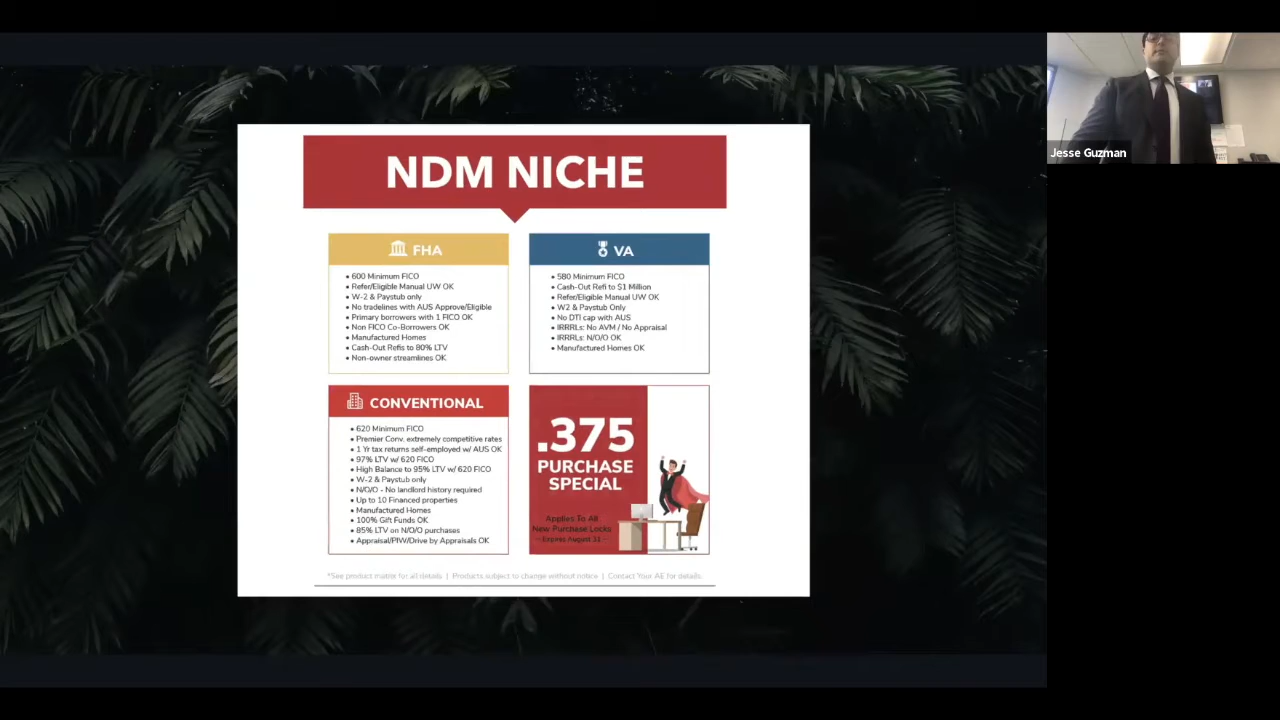 NDM NICHE
FHA
• 600 Minimum FICO
• Refer/Eligible Manual UW OK
• W-2 & Paystub only
• No tradelines with AUS Approve/Eligible
• Primary borrowers with 1 FICO OK
• Non FICO Co-Borrowers OK
• Manufactured Homes
• Cash-Out Refis to 80% LTV
• Non-owner streamlines OK
VA
• 580 Minimum FICO
• Cash-Out Refi to $1 Million
• Refer/Eligible Manual UW OK
• W2 & Paystub Only
• No DTI cap with AUS
• IRRRLs: No AVM / No Appraisal
• IRRRLs: N/O/O OK
• Manufactured Homes OK
CONVENTIONAL
• 620 Minimum FICO
• Premier Conv. extremely competitive rates
• 1 Yr tax returns self-employed w/ AUS OK
• 97% LTV w/ 620 FICO
• High Balance to 95% LTV w/ 620 FICO
• W-2 & Paystub only
• N/O/O - No landlord history required
• Up to 10 Financed properties
• Manufactured Homes
• 100% Gift Funds OK
• 85% LTV on N/O/O purchases
• Appraisal/PIW/Drive by Appraisals OK
.375
PURCHASE
SPECIAL
Applies To All
New Purchase Locks
- Expires August 31 -
*See product matrix for all details. | Products subject to change without notice | Contact Your AE for details.
Jesse Guzman